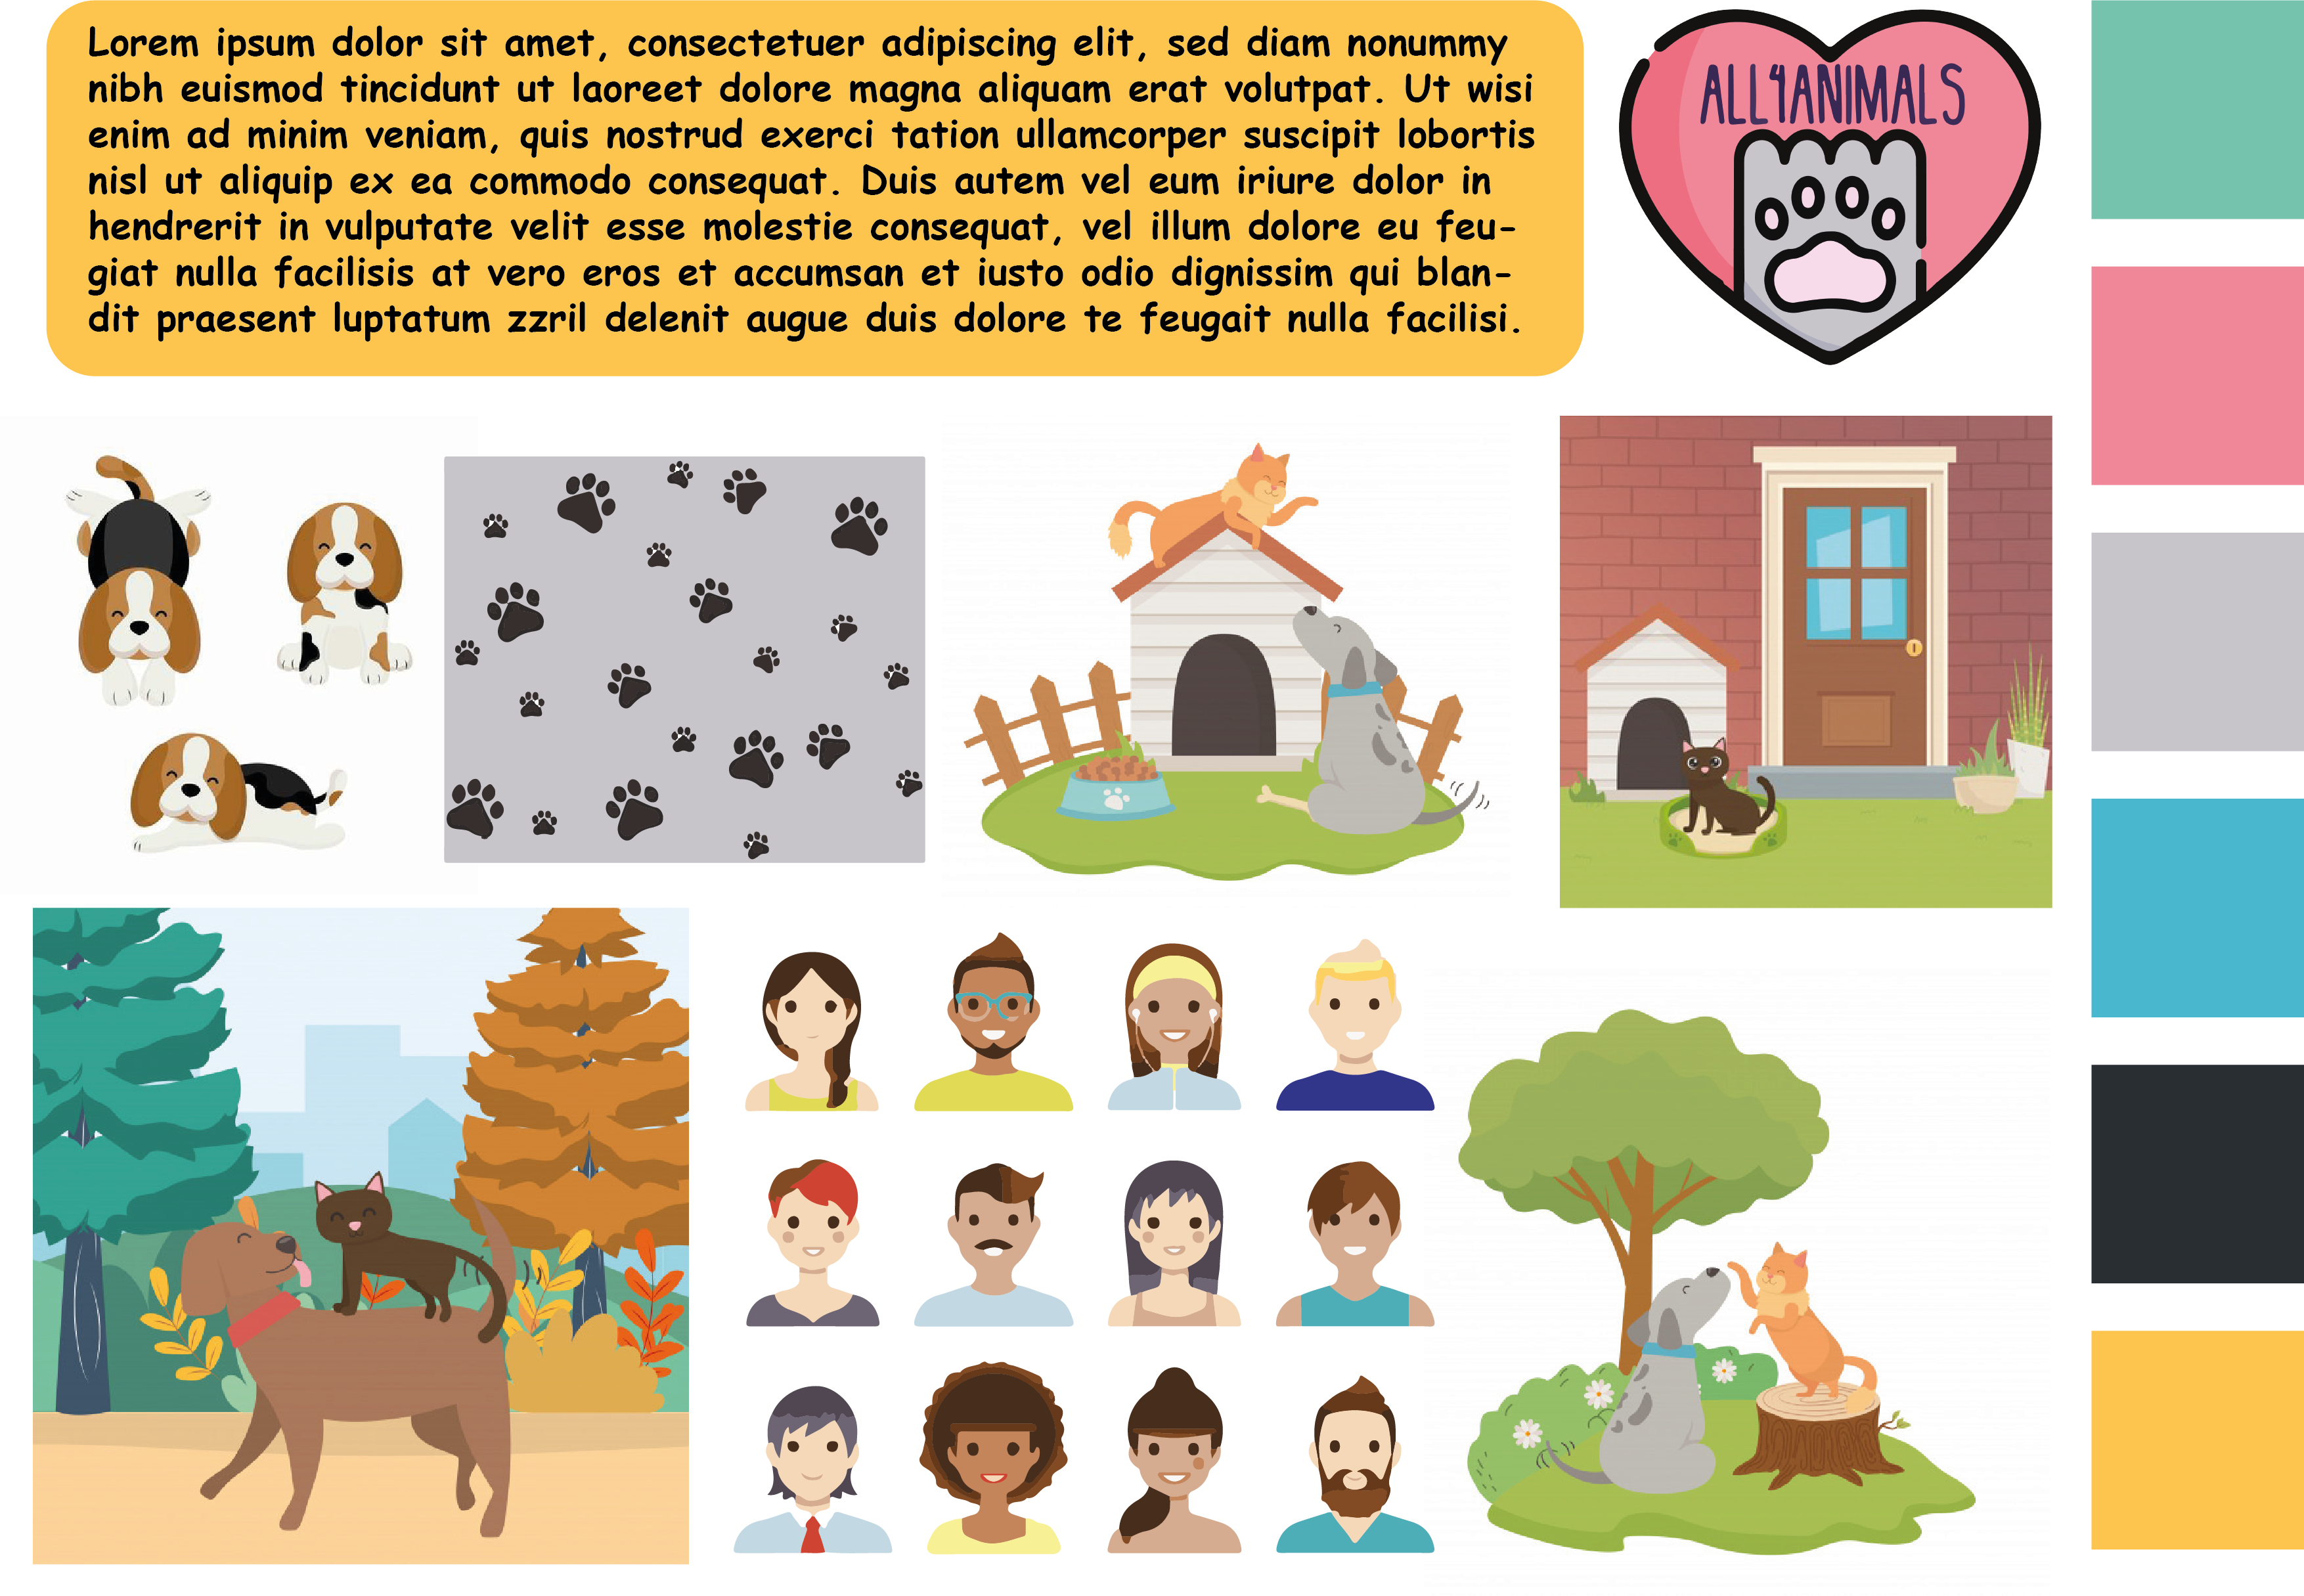 Lorem ipsum dolor sit amet, consectetuer adipiscing elit, sed diam nonummy
nibh euismod tincidunt ut laoreet dolore magna aliquam erat volutpat. Ut wisi
enim ad minim veniam, quis nostrud exerci tation ullamcorper suscipit lobortis
nisl ut aliquip ex ea commodo consequat. Duis autem vel eum iriure dolor in
hendrerit in vulputate velit esse molestie consequat, vel illum dolore eu feu-
giat nulla facilisis at vero eros et accumsan et iusto odio dignissim qui blan-
dit praesent luptatum zzril delenit augue duis dolore te feugait nulla facilisi.
ALL4ANIMALS